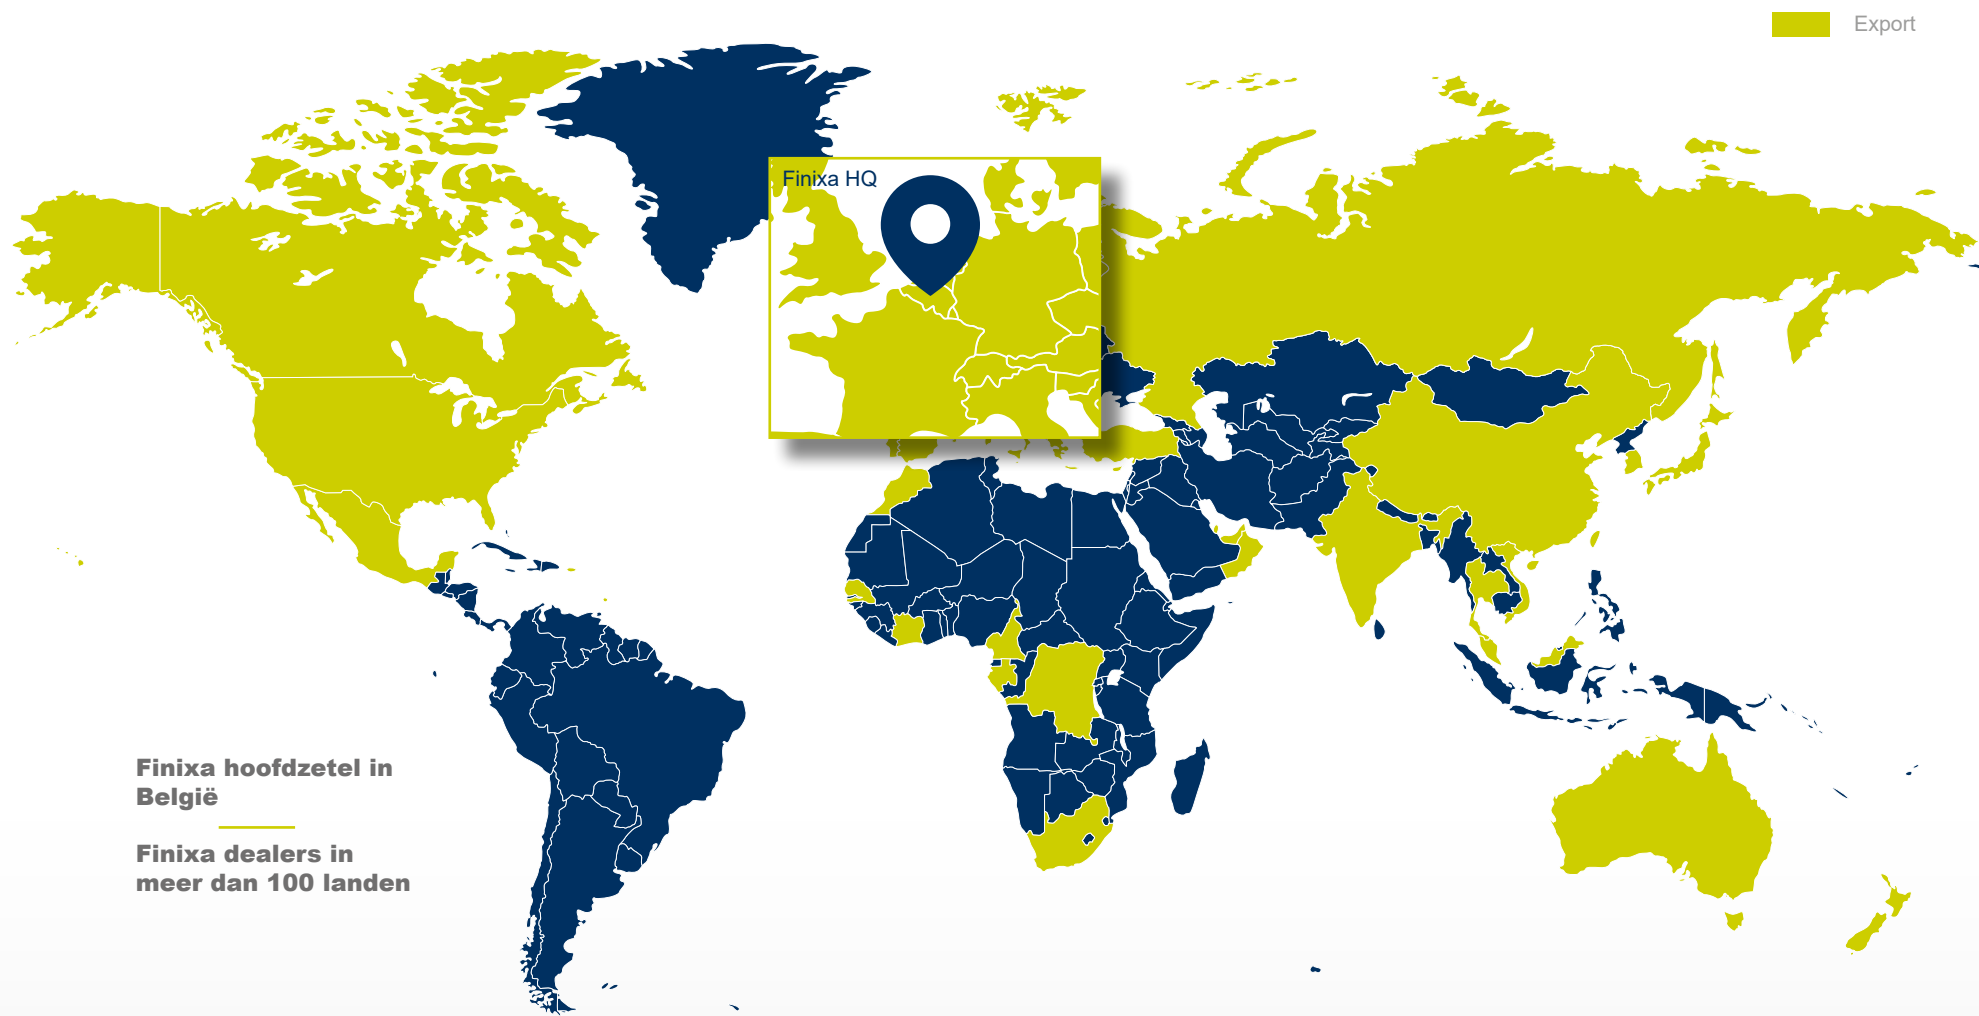 Export
Finixa HQ
Finixa hoofdzetel in
België
Finixa dealers in
meer dan 100 landen